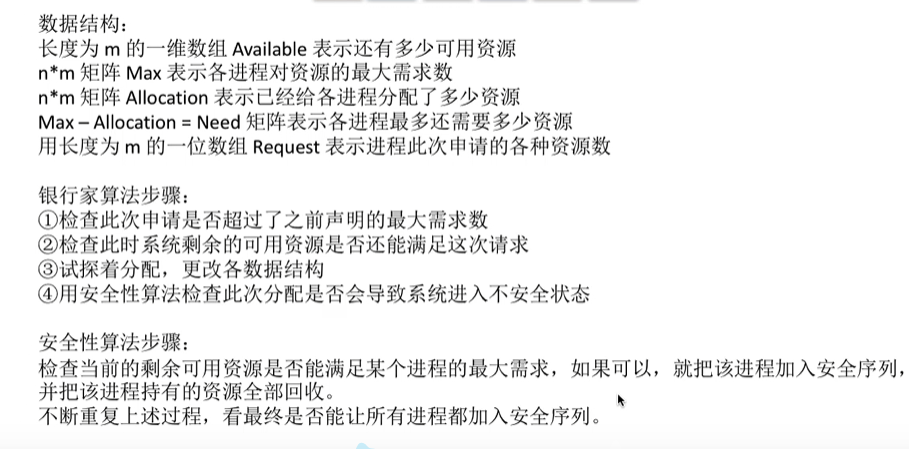 数据结构：
长度为 m 的一维数组 Available 表示还有多少可用资源
n*m 矩阵 Max 表示各进程对资源的最大需求数
n*m 矩阵 Allocation 表示已经给各进程分配了多少资源
Max – Allocation = Need 矩阵表示各进程最多还需要多少资源
用长度为 m 的一位数组 Request 表示进程此次申请的各种资源数
银行家算法步骤：
①检查此次申请是否超过了之前声明的最大需求数
②检查此时系统剩余的可用资源是否还能满足这次请求
③试探着分配，更改各数据结构
④用安全性算法检查此次分配是否会导致系统进入不安全状态
安全性算法步骤：
检查当前的剩余可用资源是否能满足某个进程的最大需求，如果可以，就把该进程加入安全序列，
并把该进程持有的资源全部回收。
不断重复上述过程，看最终是否能让所有进程都加入安全序列。